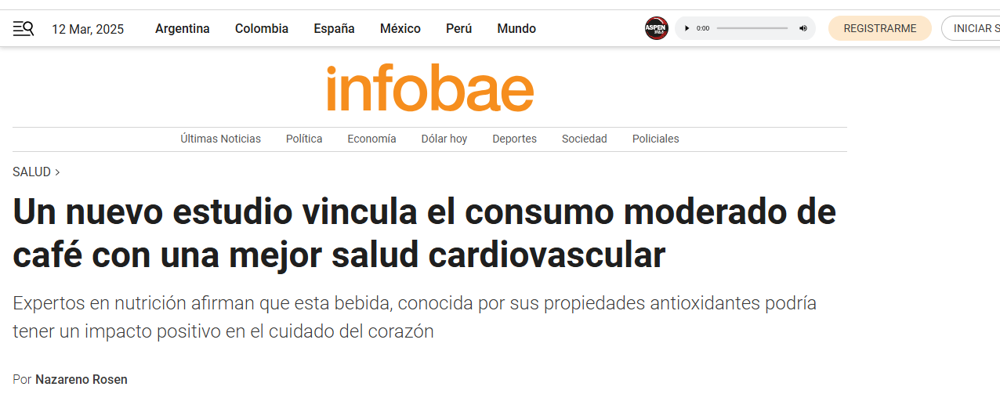 12 Mar, 2025 Argentina Colombia España México Perú Mundo ASPEN 102.3 0:00 REGISTRARME INICIAR S
infobae
Últimas Noticias Política Economía Dólar hoy Deportes Sociedad Policiales
SALUD >
Un nuevo estudio vincula el consumo moderado de
café con una mejor salud cardiovascular
Expertos en nutrición afirman que esta bebida, conocida por sus propiedades antioxidantes podría
tener un impacto positivo en el cuidado del corazón
Por Nazareno Rosen